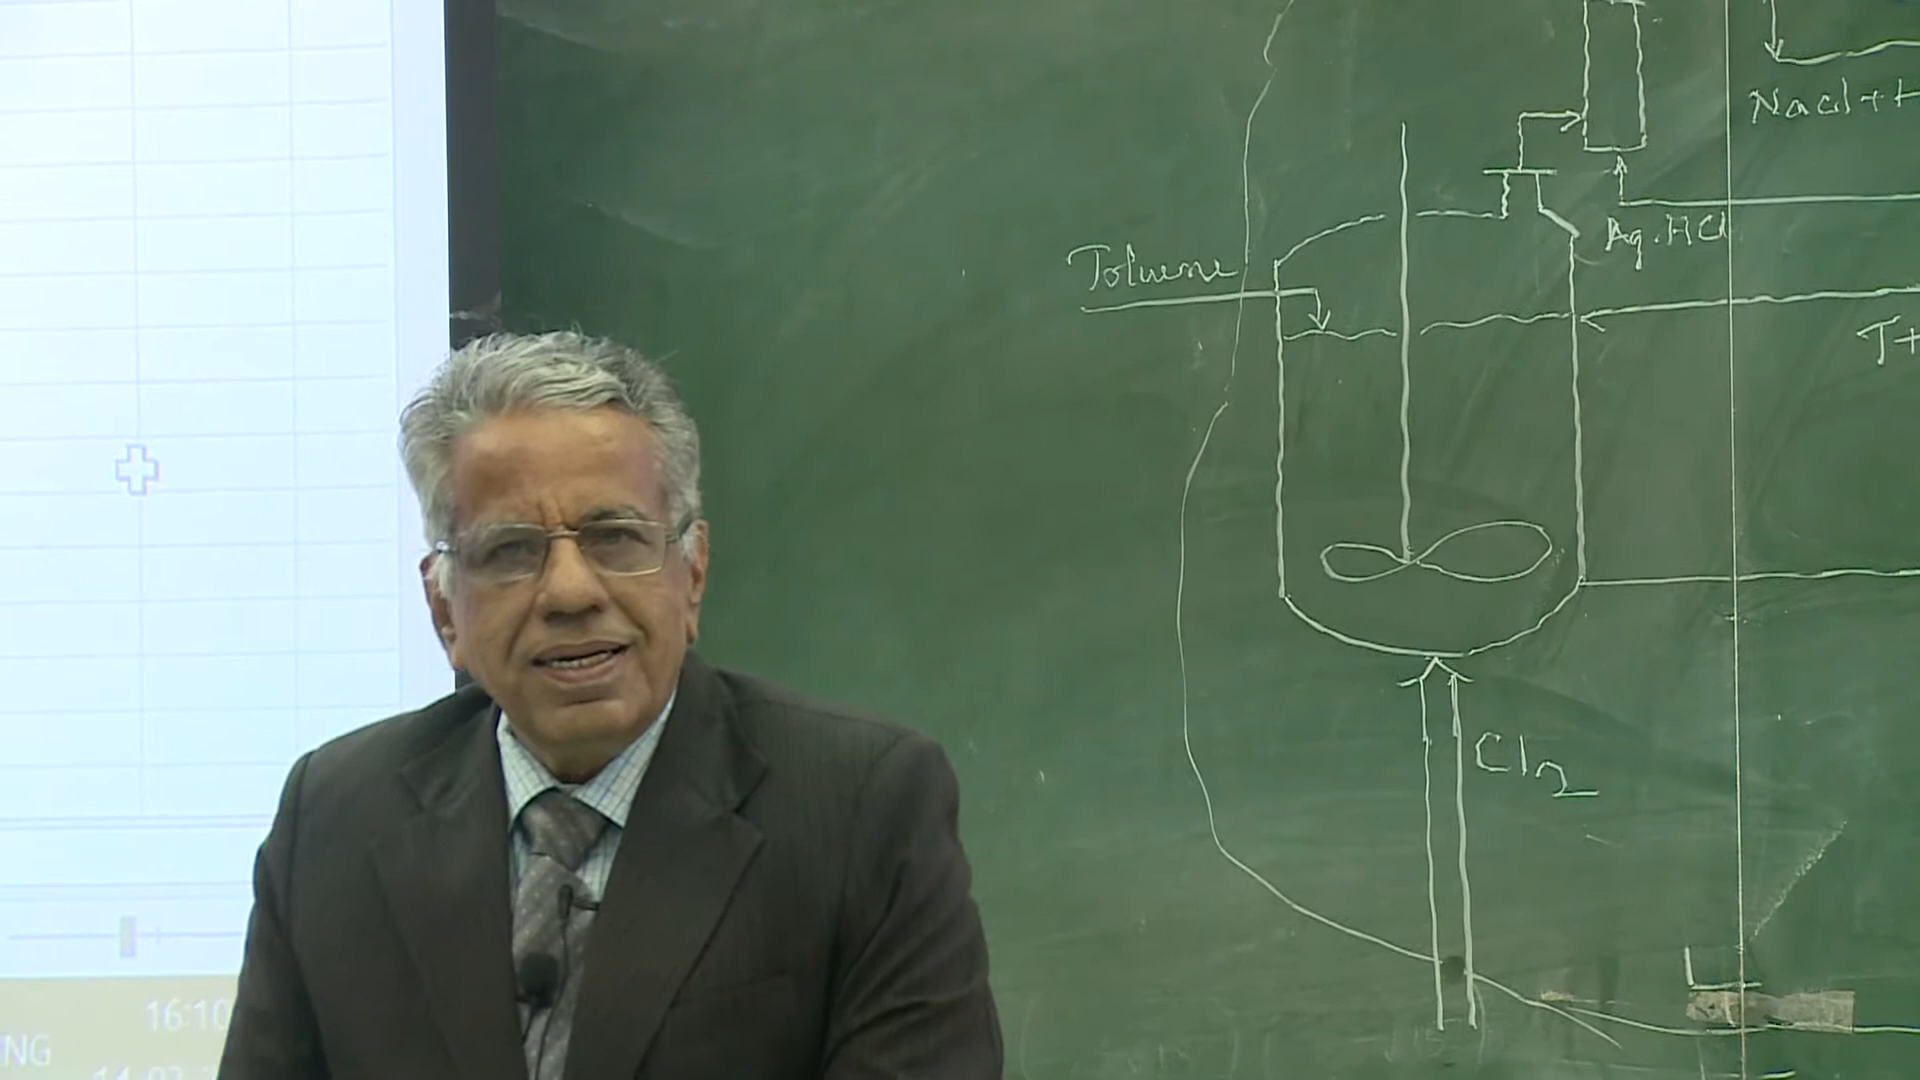 NaCl + H
Aq. HCl
Toluene
T+
Cl2
16:10
NG